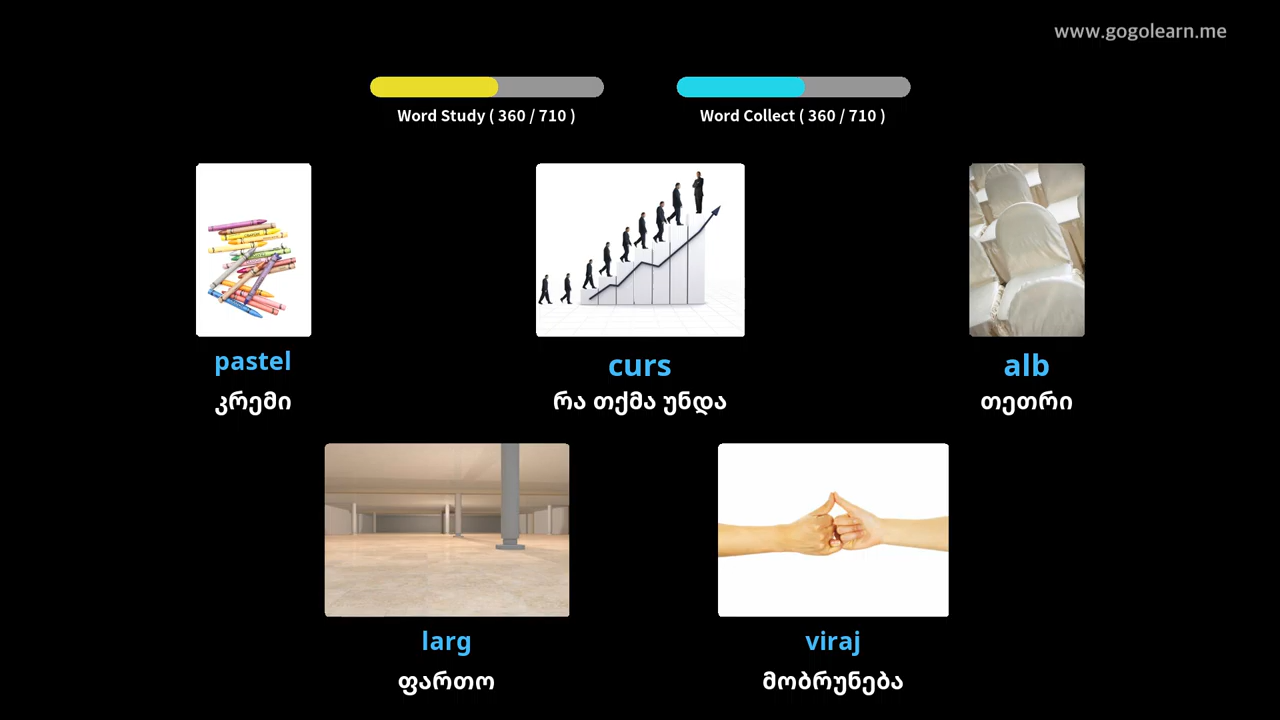 www.gogolearn.me
Word Study ( 360 / 710 )
Word Collect ( 360 / 710 )
pastel
კრემი
curs
რა თქმა უნდა
alb
თეთრი
larg
ფართო
viraj
მობრუნება